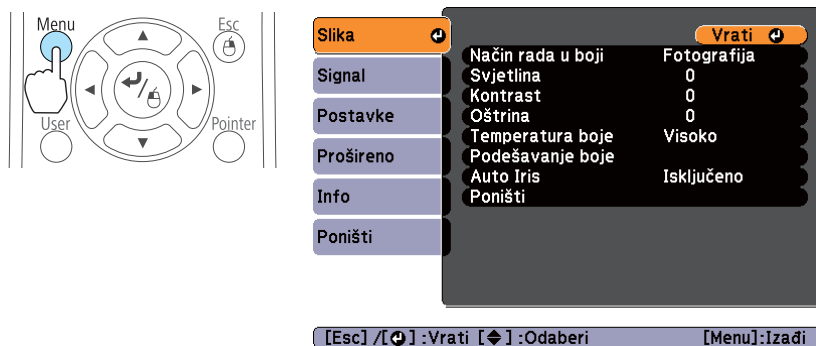 Menu
Esc
User
Pointer
Slika
Signal
Postavke
Prošireno
Info
Poništi
Vrati
Način rada u boji Fotografija
Svjetlina 0
Kontrast 0
Oštrina 0
Temperatura boje Visoko
Podešavanje boje
Auto Iris Isključeno
Poništi
[Esc] /[ ] :Vrati [ ] :Odaberi [Menu]:Izađi